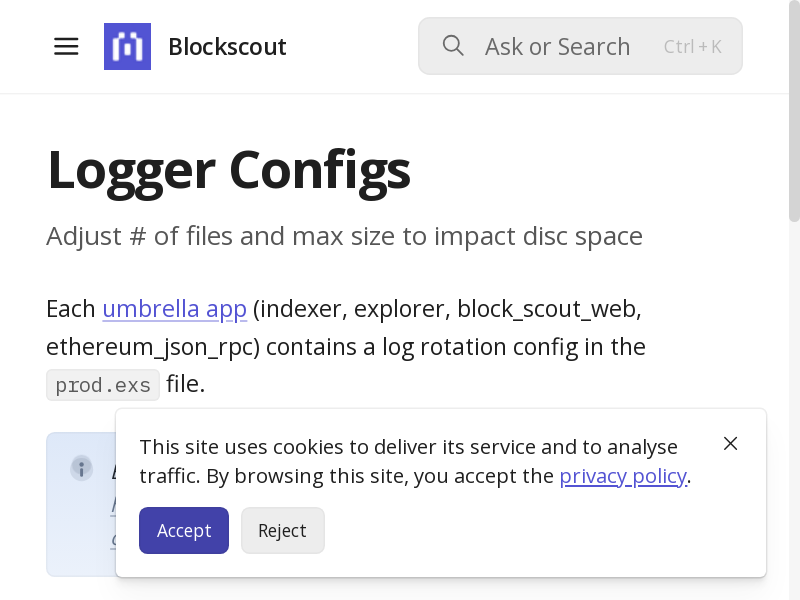 Blockscout
Ask or Search
Ctrl+K
Logger Configs
Adjust # of files and max size to impact disc space
Each umbrella app (indexer, explorer, block_scout_web,
ethereum_json_rpc) contains a log rotation config in the
prod.exs file.
This site uses cookies to deliver its service and to analyse
traffic. By browsing this site, you accept the privacy policy.
Accept
Reject